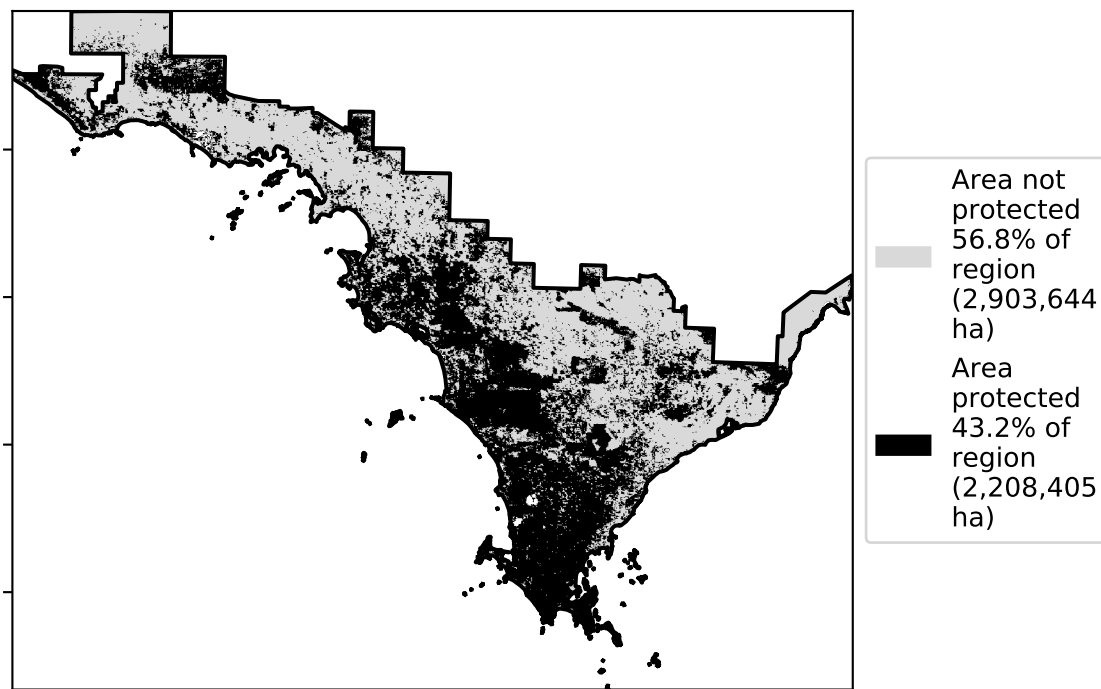 Area not
protected
56.8% of
region
(2,903,644
ha)
Area
protected
43.2% of
region
(2,208,405
ha)